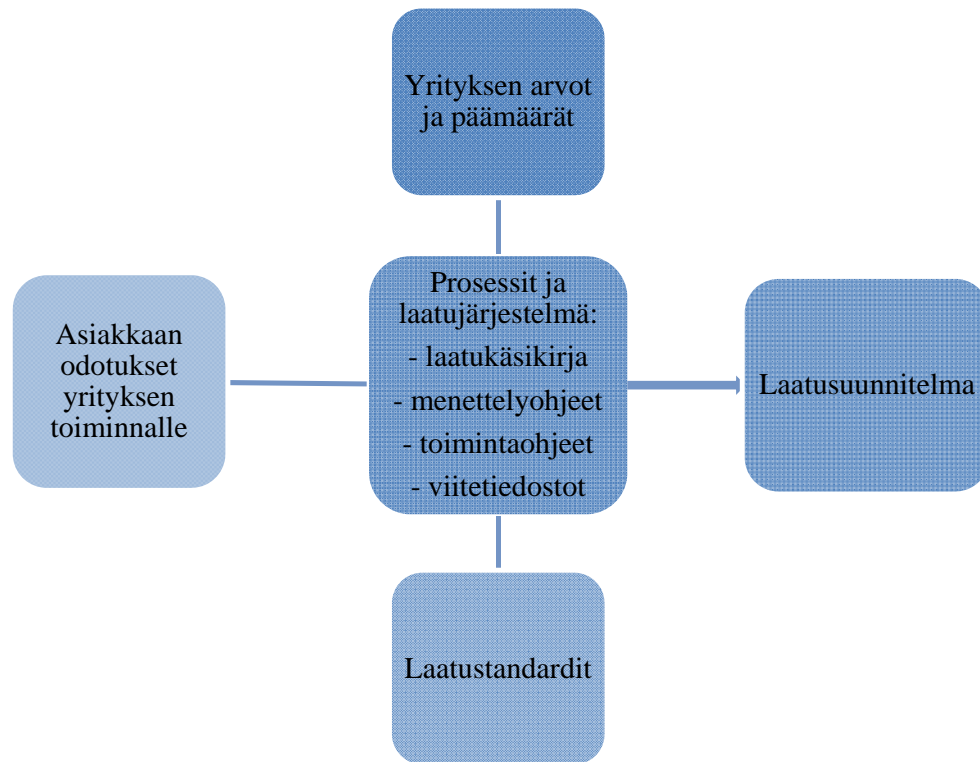 Yrityksen arvot
ja päämäärät
Asiakkaan
odotukset
yrityksen
toiminnalle
Prosessit ja
laatujärjestelmä:
- laatukäsikirja
- menettelyohjeet
- toimintaohjeet
- viitetiedostot
Laatusuunnitelma
Laatustandardit